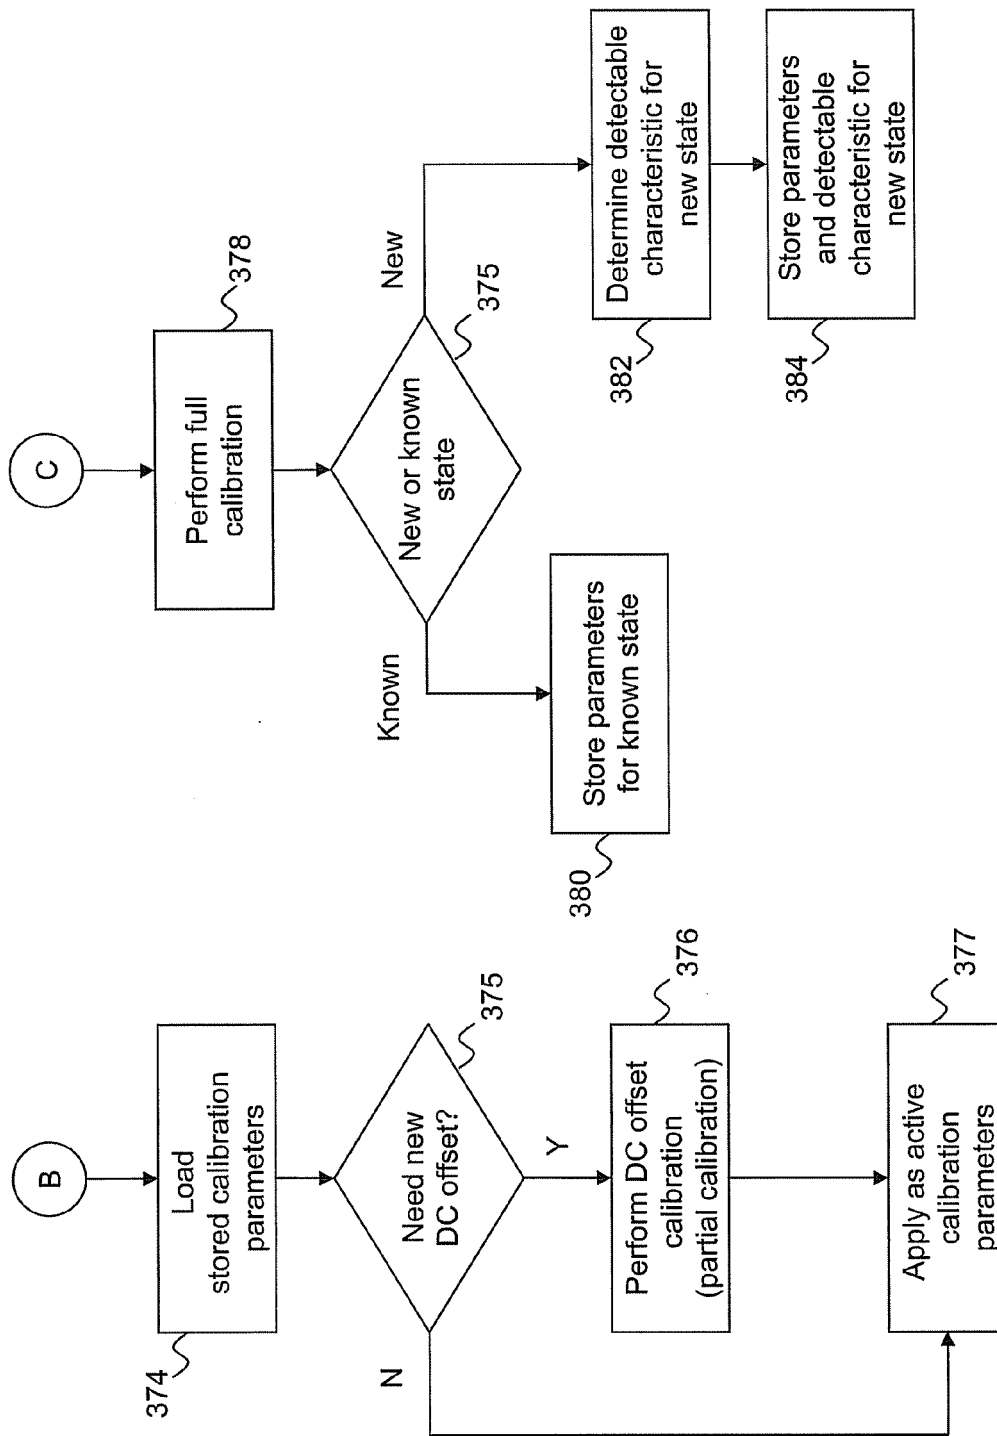 B
Load
stored calibration
parameters
374
Need new
DC offset?
375
N
Y
Perform DC offset
calibration
(partial calibration)
376
Apply as active
calibration
parameters
377
C
Perform full
calibration
378
New or known
state
375
Known
New
Store parameters
for known state
380
Determine detectable
characteristic for
new state
382
Store parameters
and detectable
characteristic for
new state
384